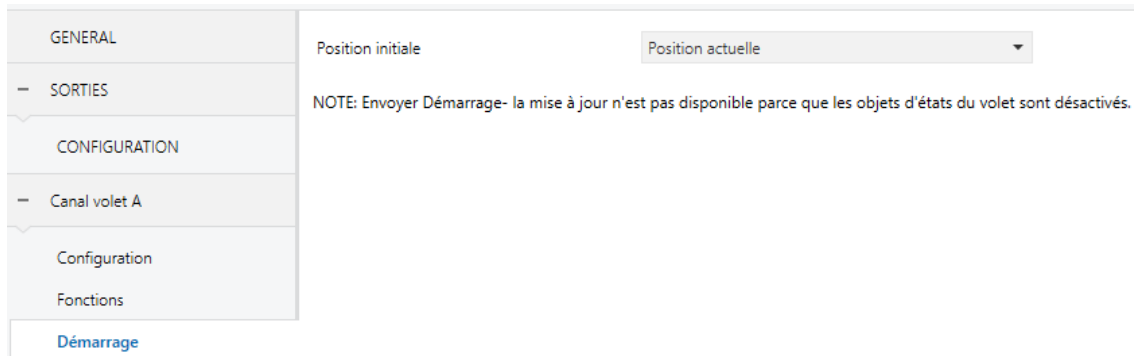 GENERAL
Position initiale
Position actuelle
− SORTIES
NOTE: Envoyer Démarrage- la mise à jour n'est pas disponible parce que les objets d'états du volet sont désactivés.
CONFIGURATION
− Canal volet A
Configuration
Fonctions
Démarrage